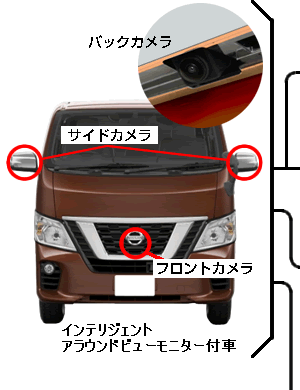 バックカメラ
サイドカメラ
フロントカメラ
インテリジェント
アラウンドビューモニター付車